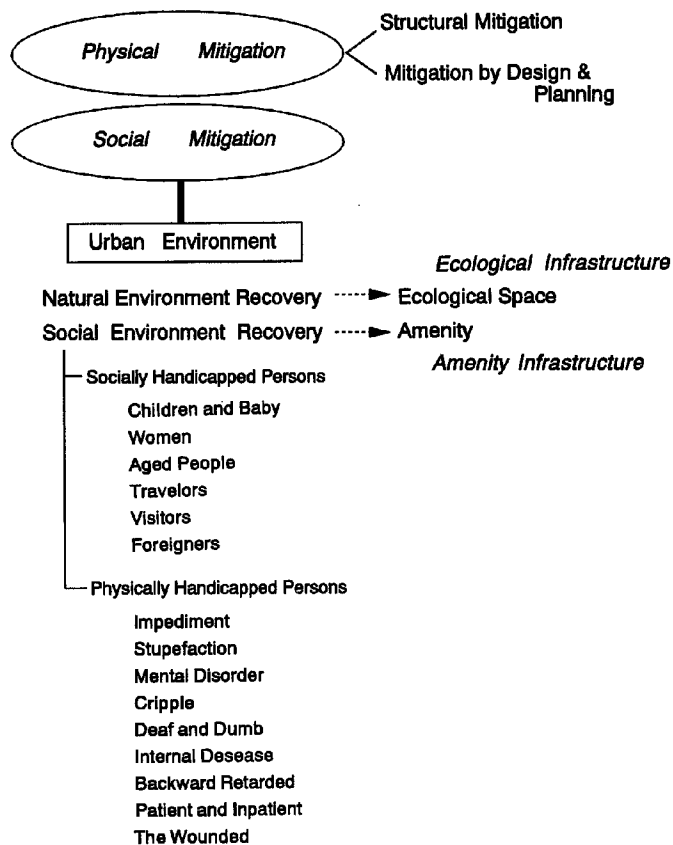 Physical Mitigation
Structural Mitigation
Mitigation by Design &
Planning
Social Mitigation
Urban Environment
Ecological Infrastructure
Natural Environment Recovery
Ecological Space
Social Environment Recovery
Amenity
Amenity Infrastructure
Socially Handicapped Persons
Children and Baby
Women
Aged People
Travelors
Visitors
Foreigners
Physically Handicapped Persons
Impediment
Stupefaction
Mental Disorder
Cripple
Deaf and Dumb
Internal Desease
Backward Retarded
Patient and Inpatient
The Wounded